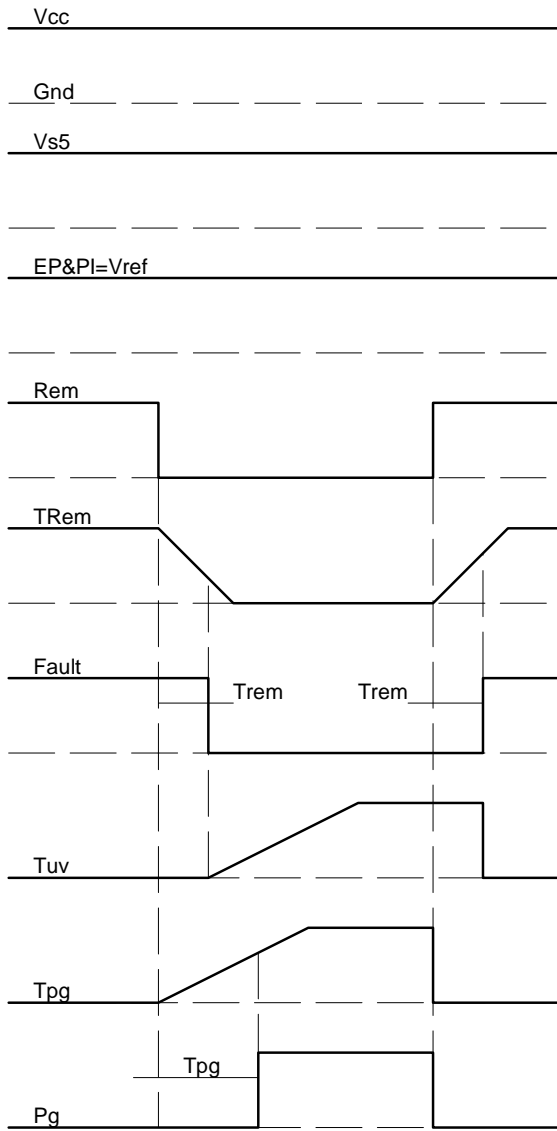 Vcc
Gnd
Vs5
EP&PI=Vref
Rem
TRem
Fault
Trem Trem
Tuv
Tpg
Tpg
Pg